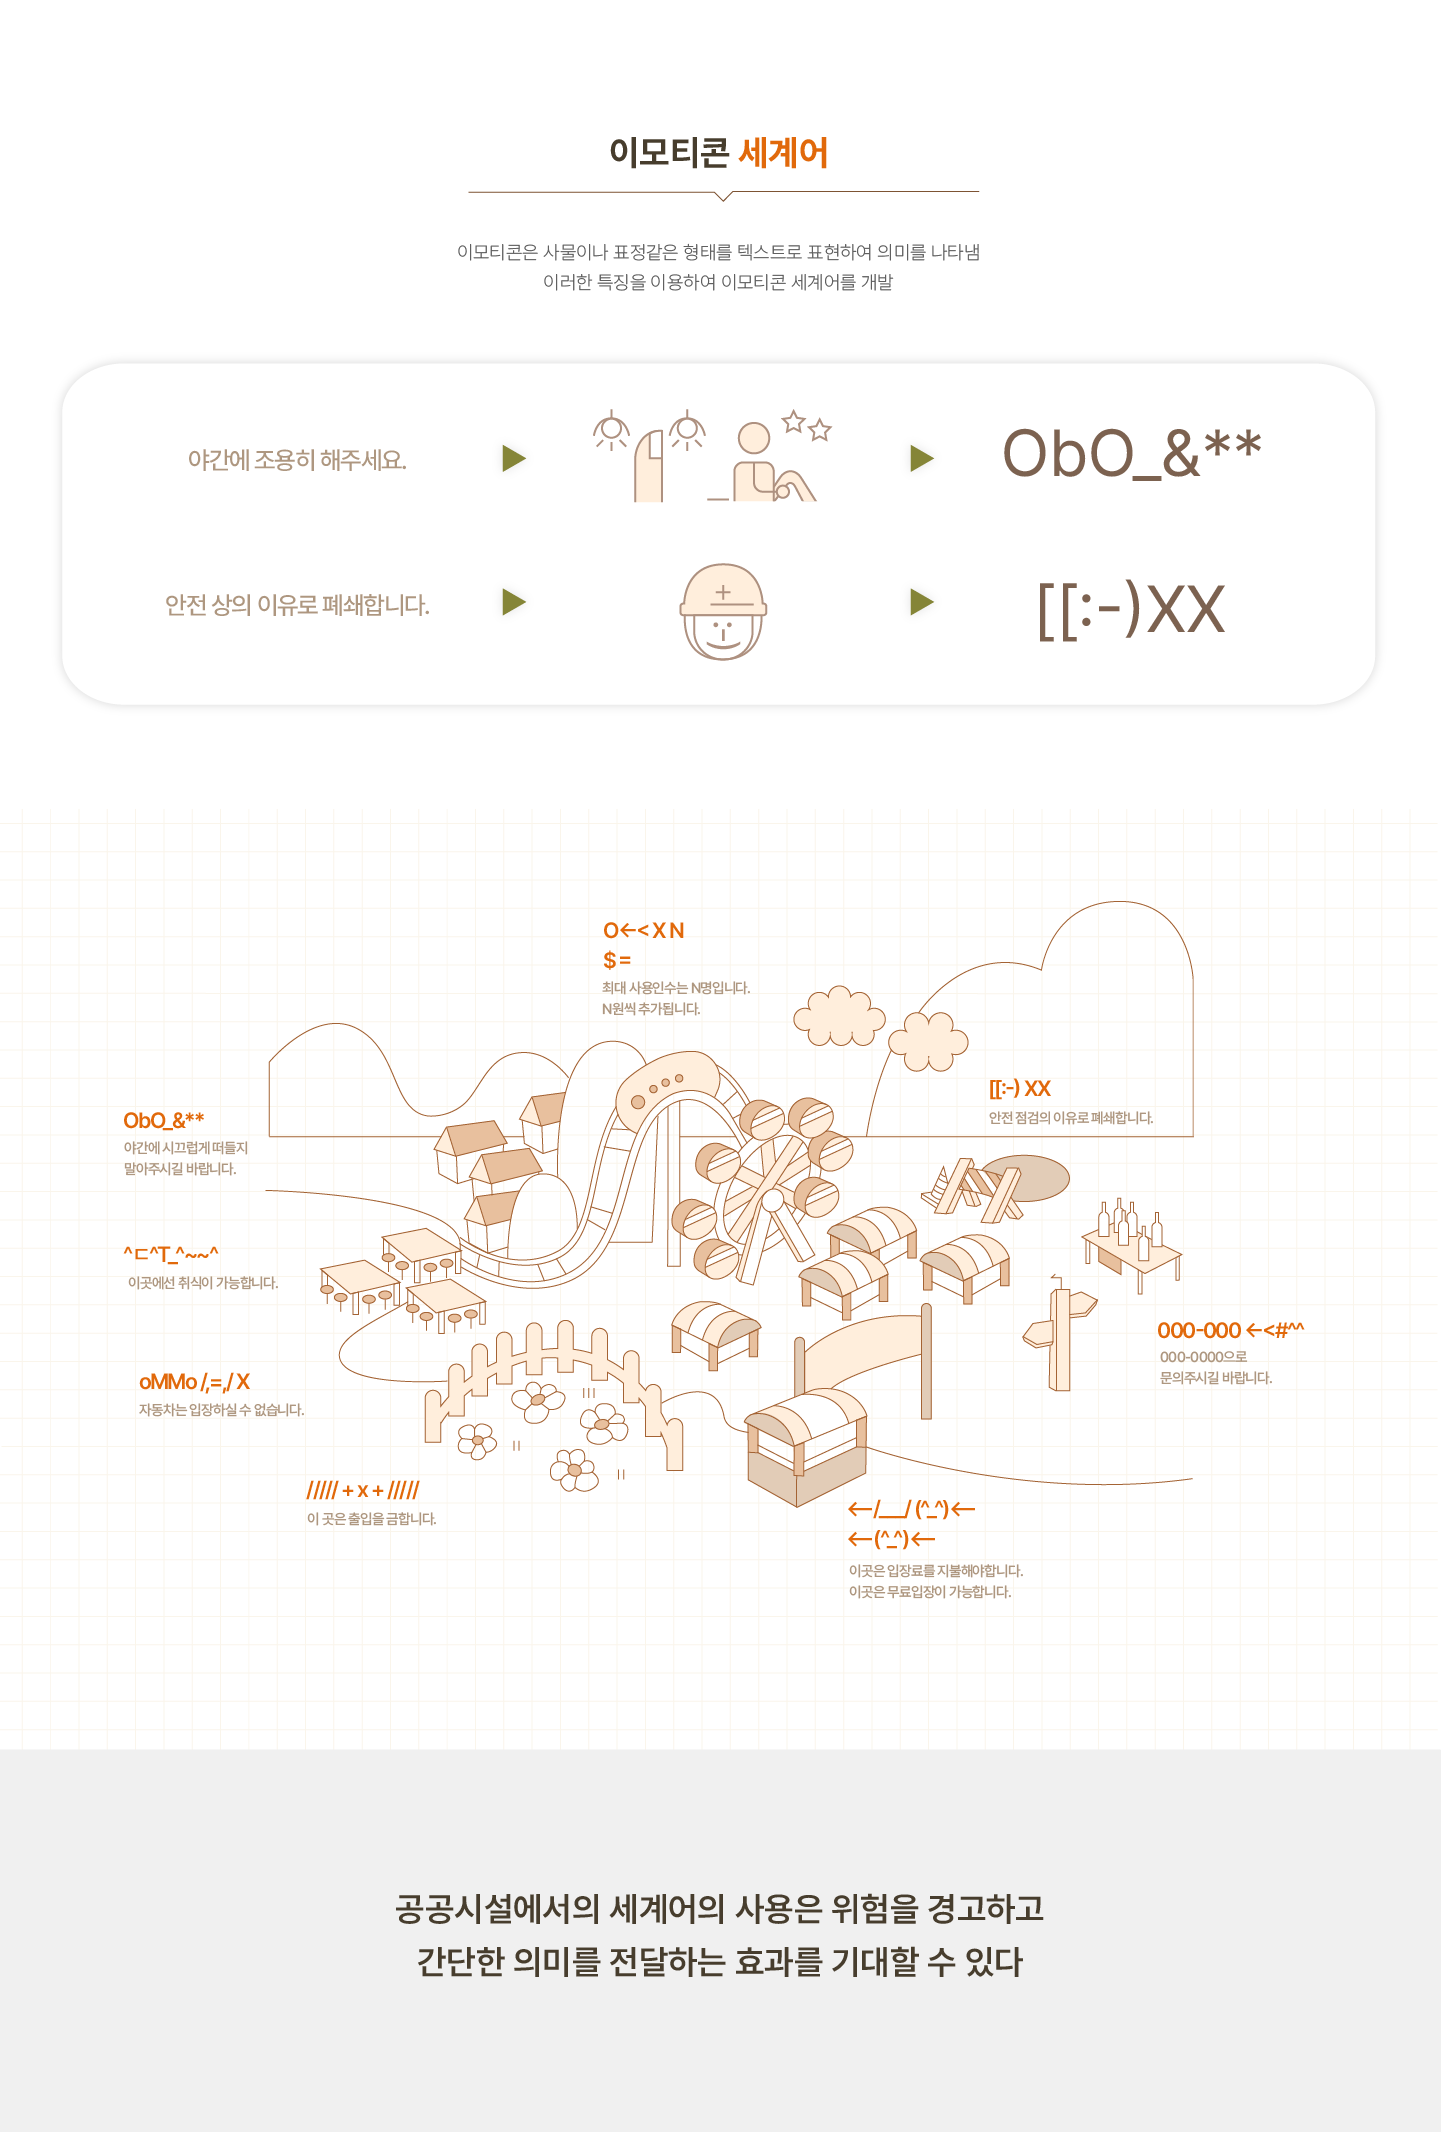 이모티콘 세계어
이모티콘은 사물이나 표정같은 형태를 텍스트로 표현하여 의미를 나타냄
이러한 특징을 이용하여 이모티콘 세계어를 개발
야간에 조용히 해주세요.
ObO_&**
안전 상의 이유로 폐쇄합니다.
[[:-)XX
O←< X N
$ =
최대 사용인수는 N명입니다.
N원씩 추가됩니다.
[[:-) XX
안전 점검의 이유로 폐쇄합니다.
ObO_&**
야간에 시끄럽게 떠들지
말아주시길 바랍니다.
^ㄷ^T_^~~^
이곳에선 취식이 가능합니다.
000-000 ←<#^^
000-0000으로
문의주시길 바랍니다.
oMMo /,=,/ X
자동차는 입장하실 수 없습니다.
///// + x + /////
이 곳은 출입을 금합니다.
←/__/ (^_^)←
←(^_^)←
이곳은 입장료를 지불해야합니다.
이곳은 무료입장이 가능합니다.
공공시설에서의 세계어의 사용은 위험을 경고하고
간단한 의미를 전달하는 효과를 기대할 수 있다